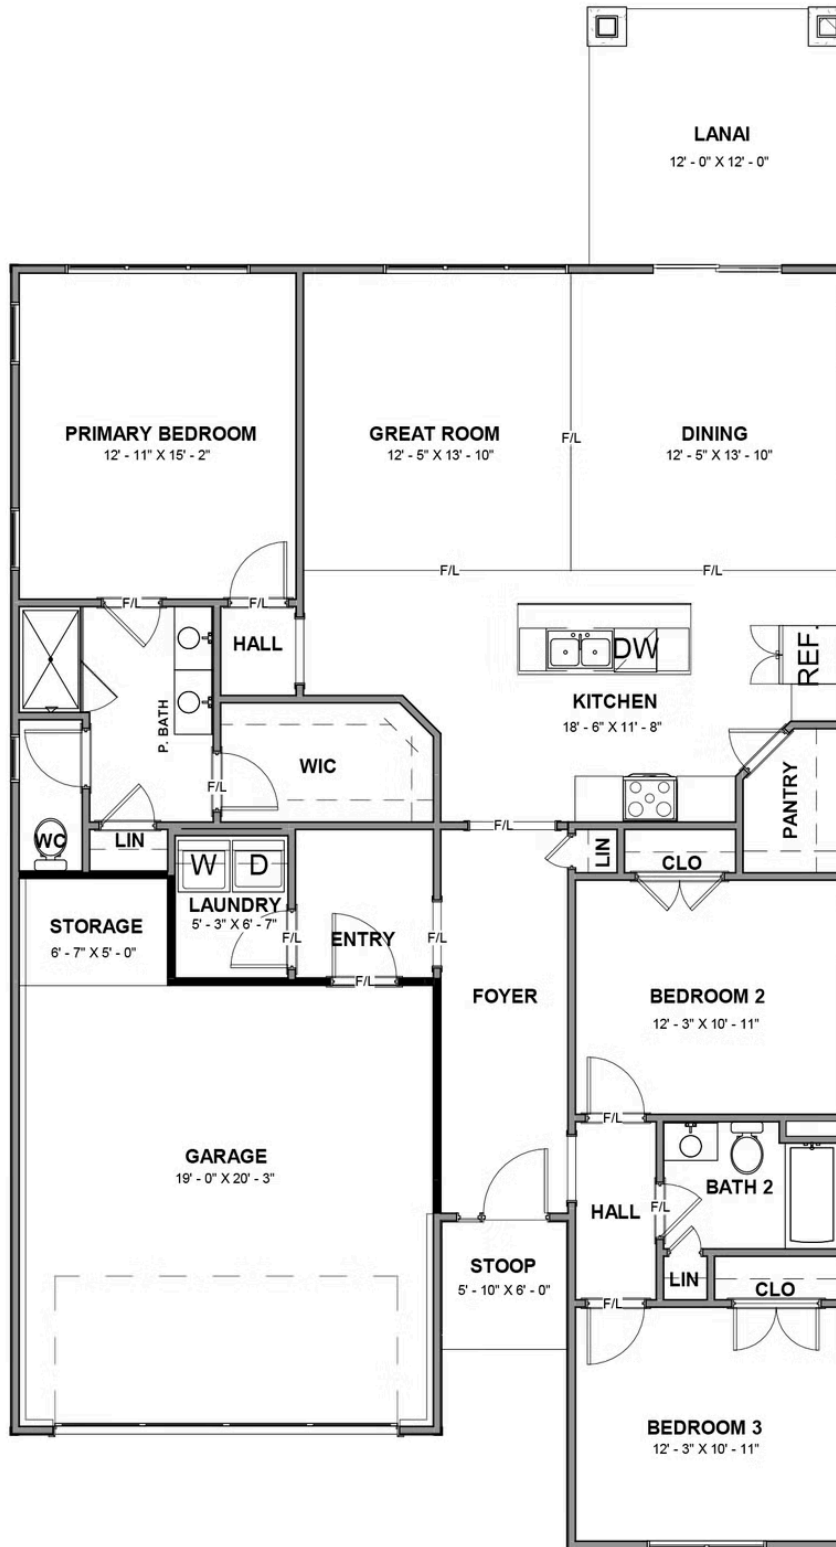 LANAI
12' - 0" X 12' - 0"
PRIMARY BEDROOM
12' - 11" X 15' - 2"
GREAT ROOM
12' - 5" X 13' - 10"
F/L
DINING
12' - 5" X 13' - 10"
F/L
F/L
F/L
F/L
HALL
DW
REF.
P. BATH
KITCHEN
18' - 6" X 11' - 8"
WIC
F/L
PANTRY
F/L
WC
LIN
W
D
LIN
CLO
LAUNDRY
5' - 3" X 6' - 7"
STORAGE
6' - 7" X 5' - 0"
F/L
ENTRY
F/L
F/L
FOYER
BEDROOM 2
12' - 3" X 10' - 11"
F/L
GARAGE
19' - 0" X 20' - 3"
BATH 2
HALL
F/L
STOOP
5' - 10" X 6' - 0"
LIN
CLO
F/L
BEDROOM 3
12' - 3" X 10' - 11"